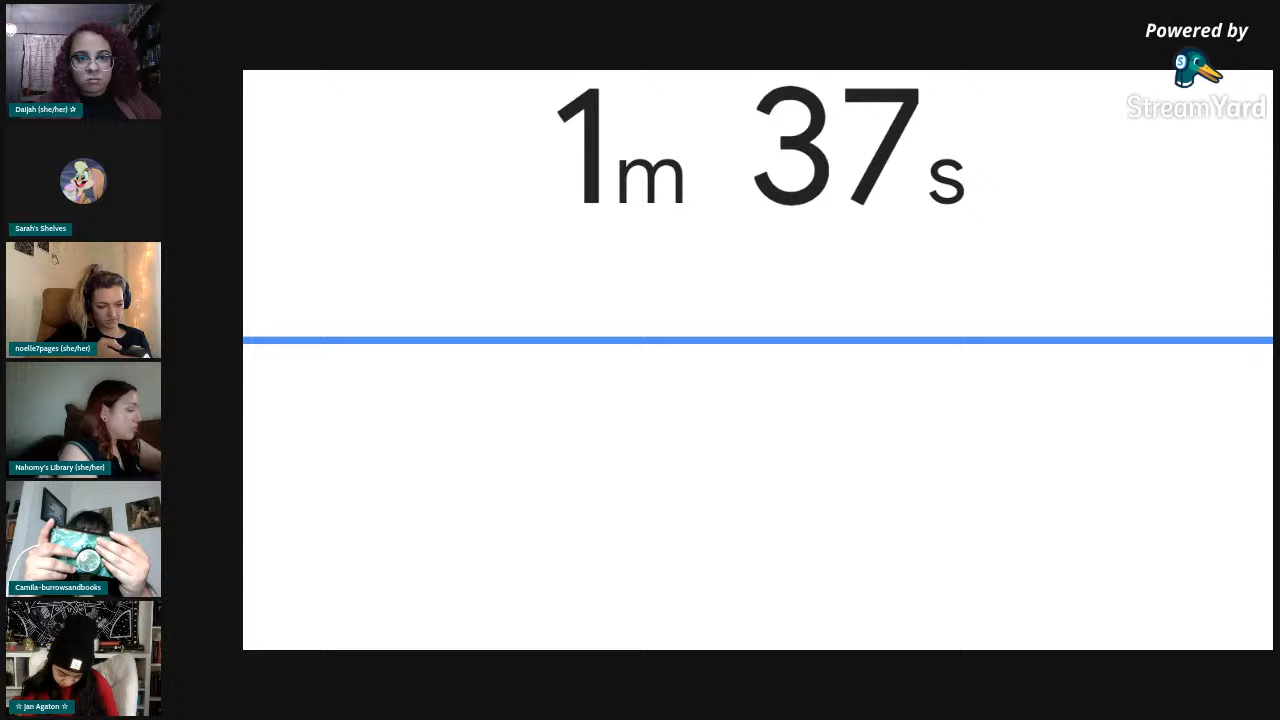 Daijah (she/her) ☆
Sarah's Shelves
noelle7pages (she/her)
Nahomy's Library (she/her)
Camila-burrowsandbooks
☆ Jan Agaton ☆
1m 37s
Powered by
S
StreamYard